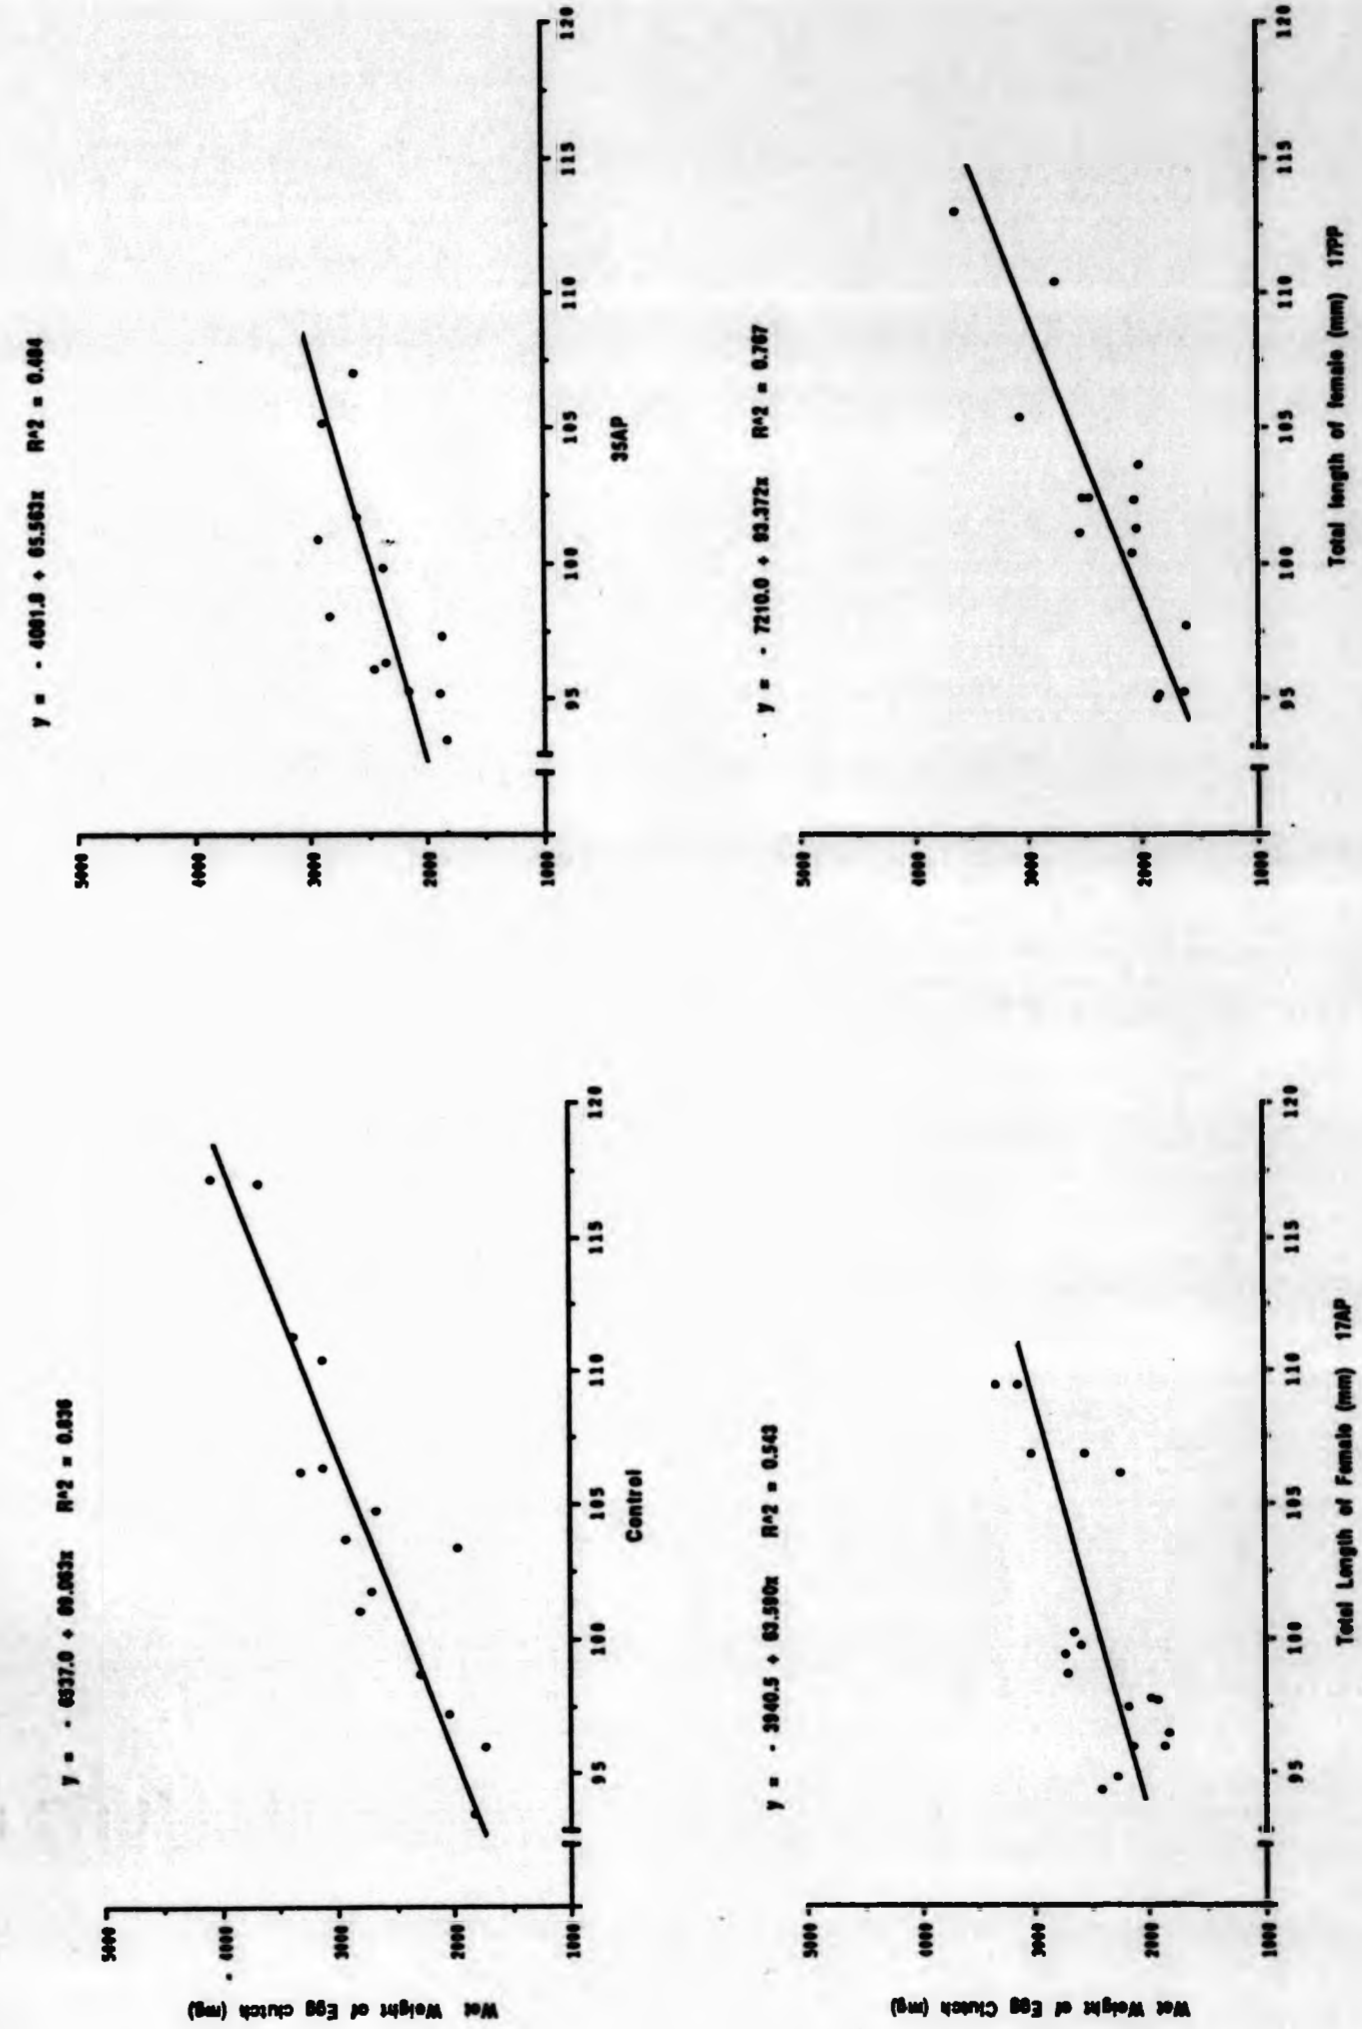 y = - 6537.0 + 89.063x R^2 = 0.836
5000
4000
3000
2000
1000
95 100 105 110 115 120
Wet Weight of Egg clutch (mg)
Control
y = - 4081.8 + 65.563x R^2 = 0.484
5000
4000
3000
2000
1000
95 100 105 110 115 120
35AP
y = - 3940.5 + 63.590x R^2 = 0.543
5000
4000
3000
2000
1000
95 100 105 110 115 120
Wet Weight of Egg Clutch (mg)
Total Length of Female (mm) 17AP
y = - 7210.0 + 93.372x R^2 = 0.767
5000
4000
3000
2000
1000
95 100 105 110 115 120
Total length of female (mm) 17PP